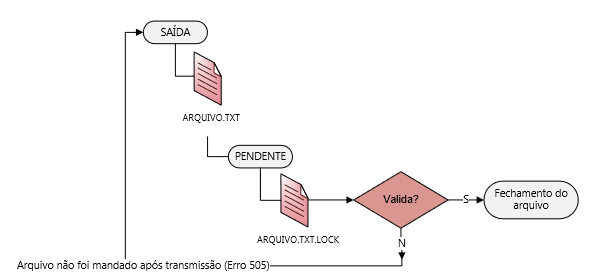 SAÍDA
ARQUIVO.TXT
PENDENTE
ARQUIVO.TXT.LOCK
Valida?
S
Fechamento do
arquivo
N
Arquivo não foi mandado após transmissão (Erro 505)